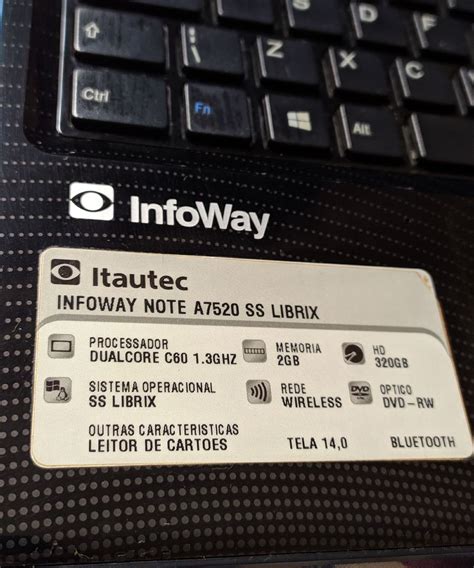 S
D
\
Z
X
C
Ctrl
Fn
Alt
InfoWay
Itautec
INFOWAY NOTE A7520 SS LIBRIX
PROCESSADOR
DUALCORE C60 1.3GHZ
MEMORIA
2GB
HD
320GB
SISTEMA OPERACIONAL
SS LIBRIX
REDE
WIRELESS
DVD
OPTICO
DVD-RW
OUTRAS CARACTERISTICAS
LEITOR DE CARTOES
TELA 14,0
BLUETOOTH